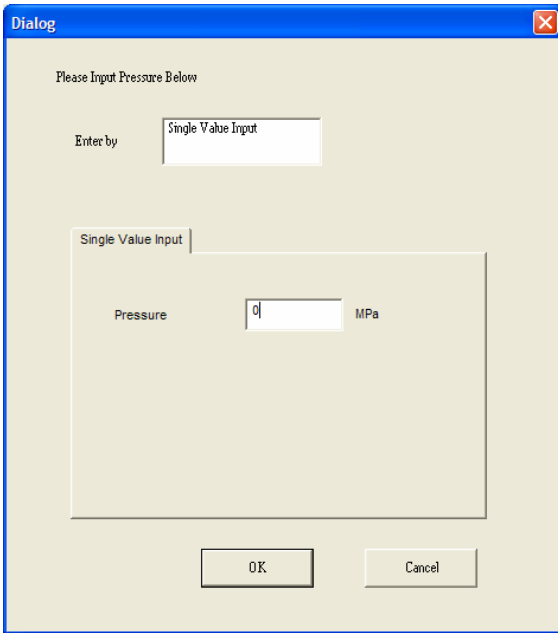 Dialog
Please Input Pressure Below
Enter by
Single Value Input
Single Value Input
Pressure
0
MPa
OK
Cancel